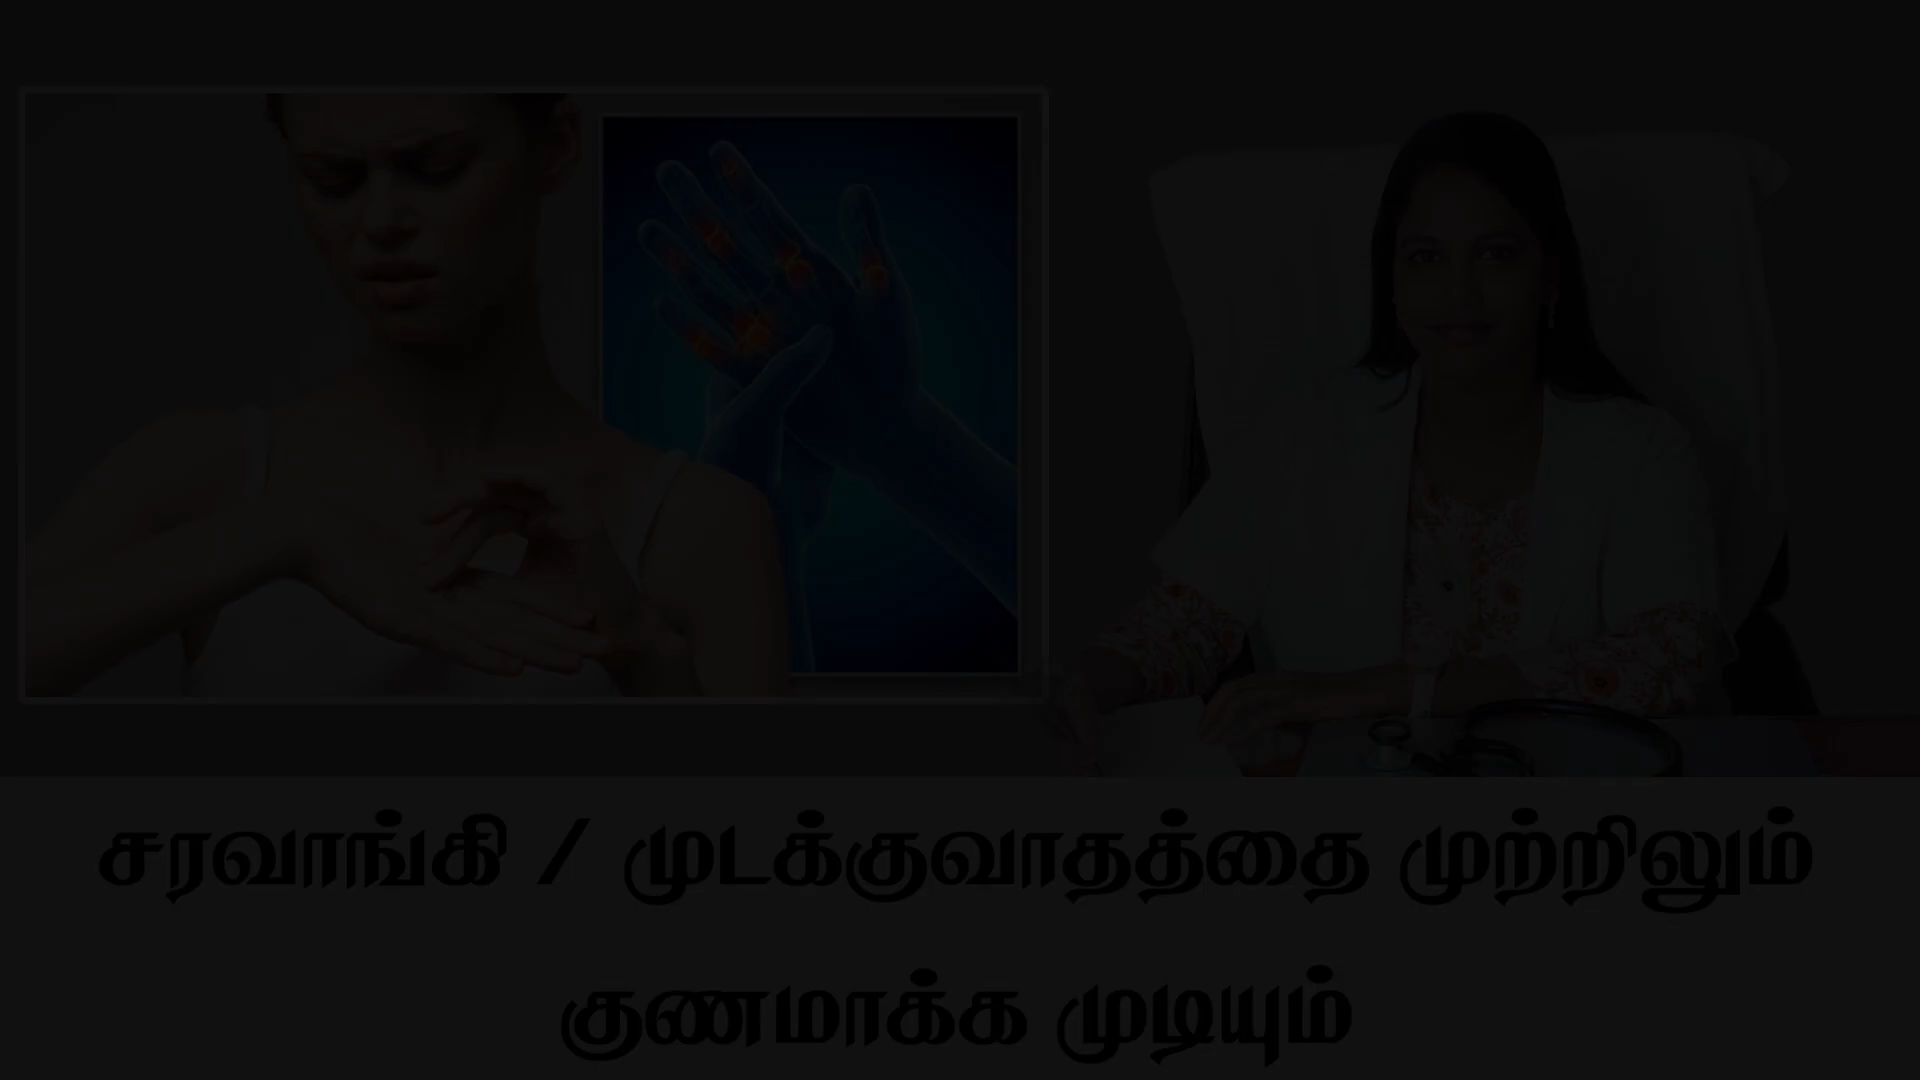 சரவாங்கி / முடக்குவாதத்தை முற்றிலும்
குணமாக்க முடியும்